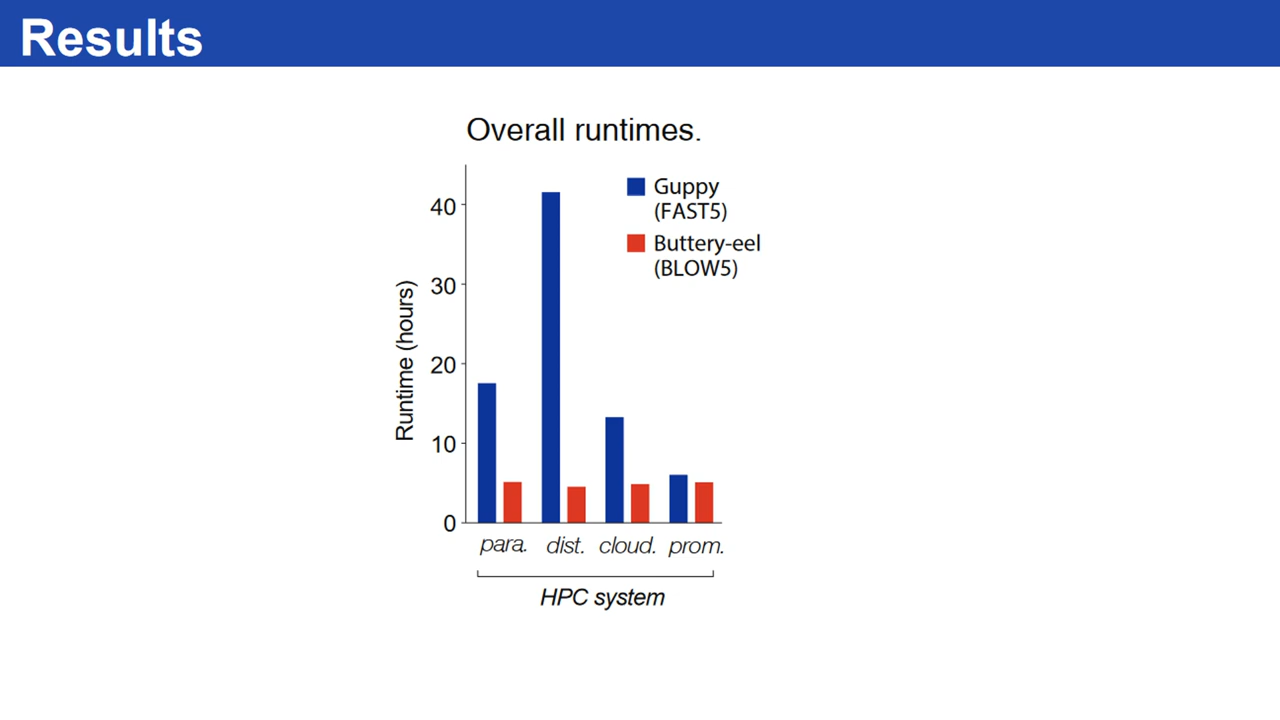 Results
Overall runtimes.
Guppy
(FAST5)
Buttery-eel
(BLOW5)
Runtime (hours)
40
30
20
10
0
para. dist. cloud. prom.
HPC system